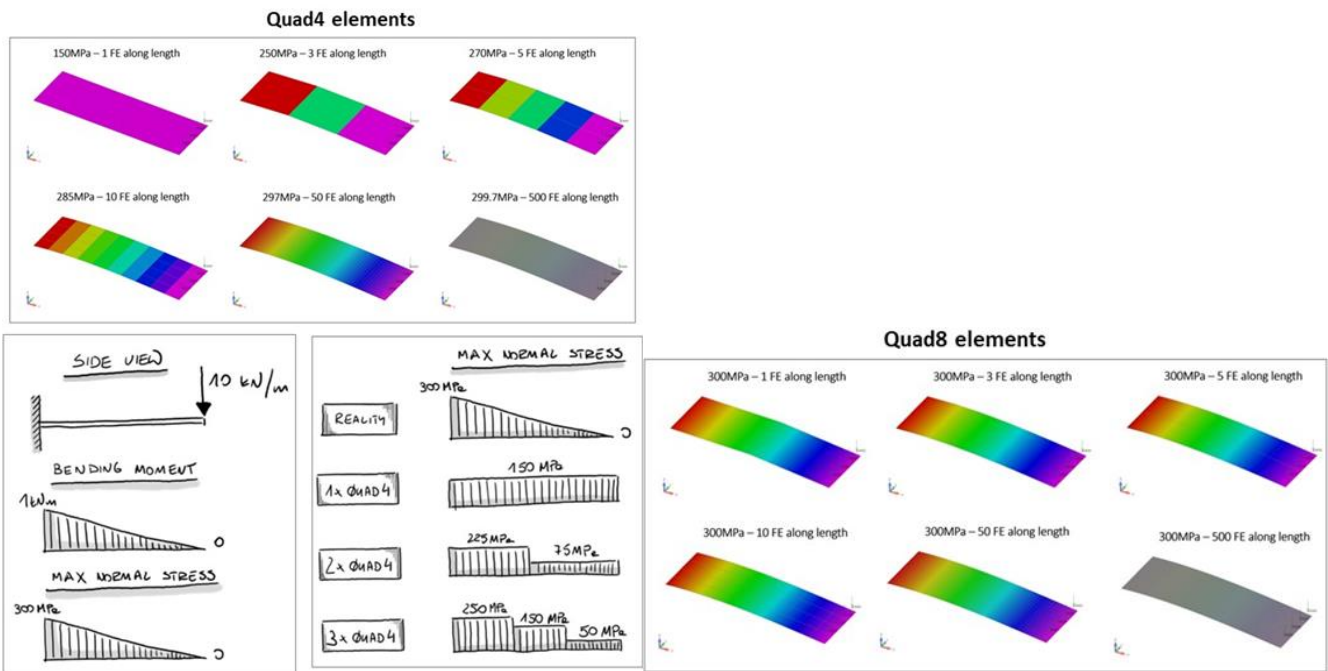 Quad4 elements
150MPa – 1 FE along length
250MPa – 3 FE along length
270MPa – 5 FE along length
285MPa – 10 FE along length
297MPa – 50 FE along length
299.7MPa – 500 FE along length
SIDE VIEW
10 kN/m
BENDING MOMENT
1kNm
0
MAX NORMAL STRESS
300 MPa
0
MAX NORMAL STRESS
300 MPa
REALITY
0
150 MPa
1x QUAD4
225 MPa
75 MPa
2x QUAD4
250 MPa
150 MPa
50 MPa
3x QUAD4
Quad8 elements
300MPa – 1 FE along length
300MPa – 3 FE along length
300MPa – 5 FE along length
300MPa – 10 FE along length
300MPa – 50 FE along length
300MPa – 500 FE along length